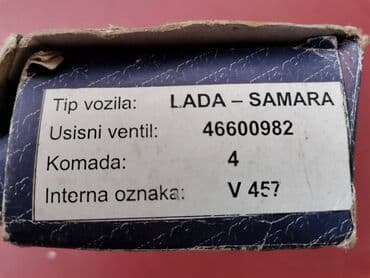 Tip vozila: LADA – SAMARA
Usisni ventil: 46600982
Komada: 4
Interna oznaka: V 457